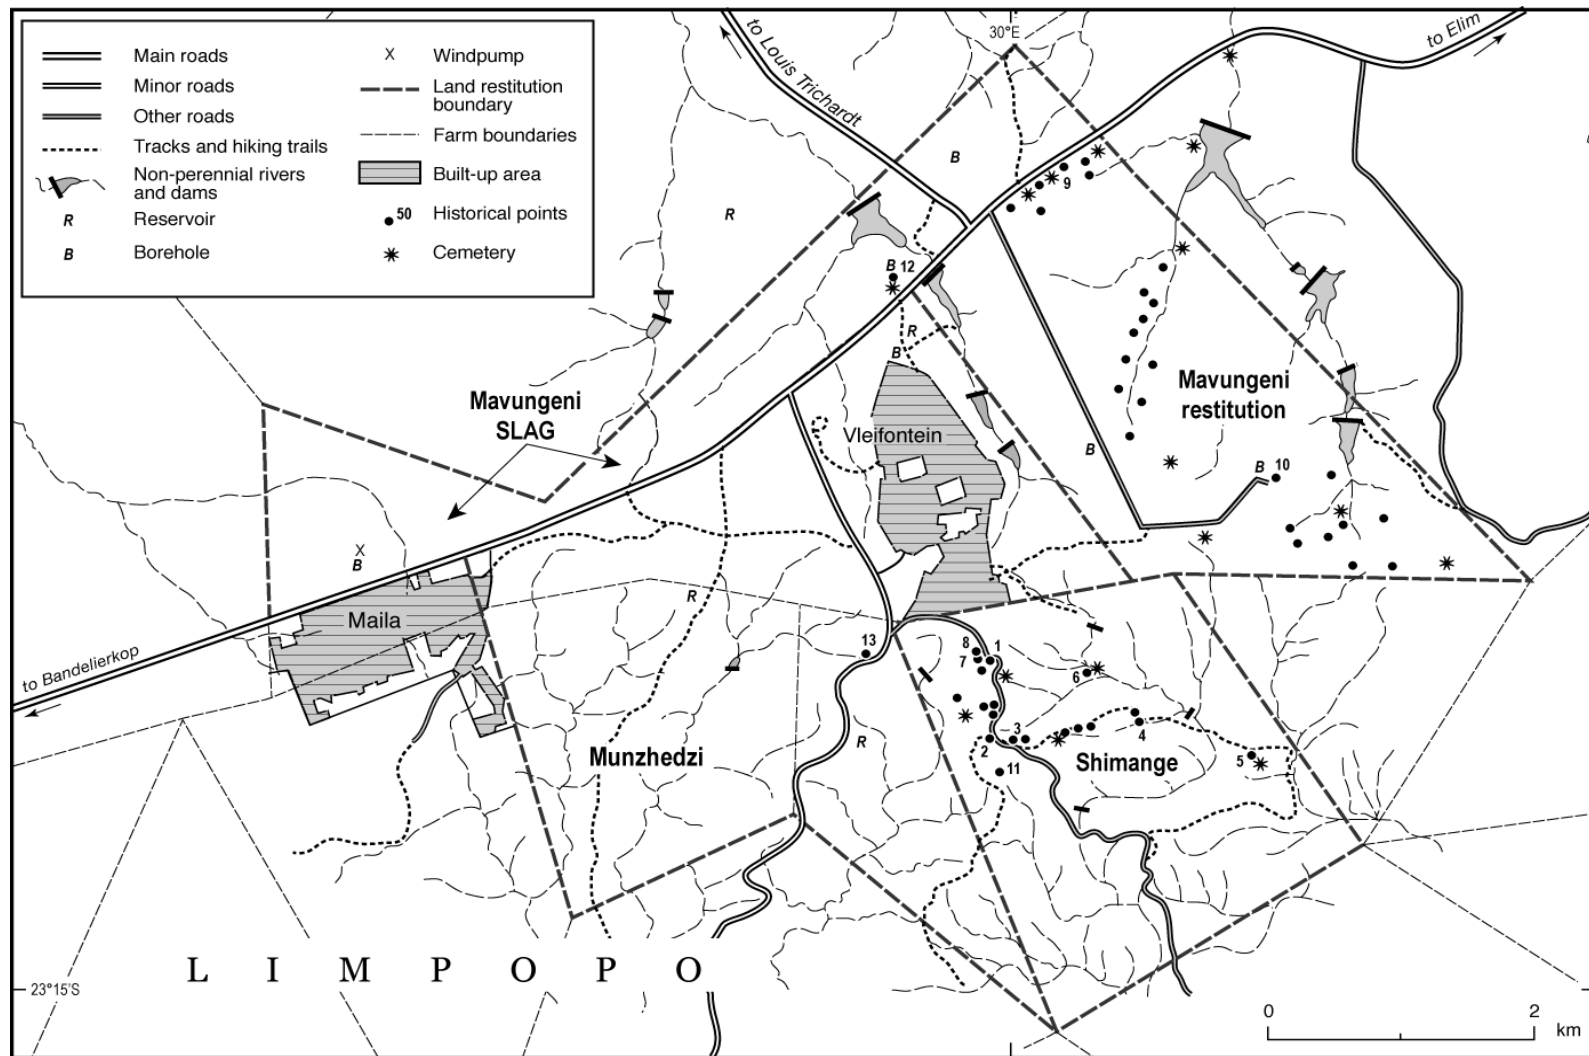 Main roads
Minor roads
Other roads
Tracks and hiking trails
Non-perennial rivers
and dams
R Reservoir
B Borehole
X Windpump
Land restitution
boundary
Farm boundaries
Built-up area
50 Historical points
Cemetery
to Louis Trichardt
30°E
to Elim
B
R
9
B 12
R
B
Mavungeni
SLAG
Vleifontein
Mavungeni
restitution
B
B 10
X
B
Maila
to Bandelierkop
R
13
8
1
7
6
R
2
3
4
5
11
Munzhedzi
Shimange
LIMPOPO
23°15'S
0 2
km